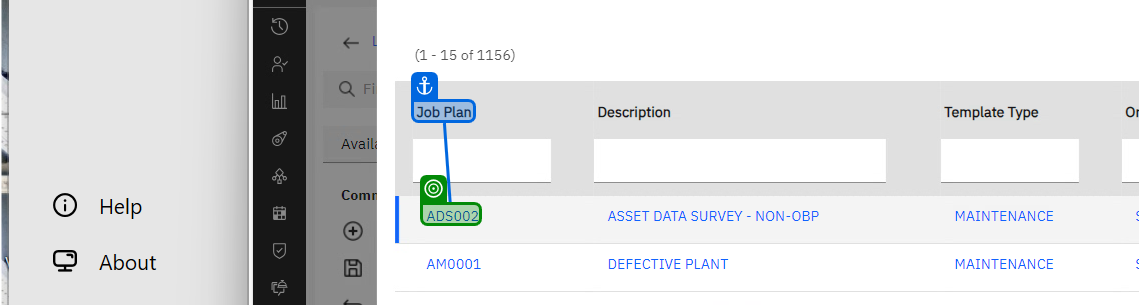 Help
About
L
Fi
Availa
Comm
(1 - 15 of 1156)
Job Plan Description Template Type Or
ADS002 ASSET DATA SURVEY - NON-OBP MAINTENANCE S
AM0001 DEFECTIVE PLANT MAINTENANCE